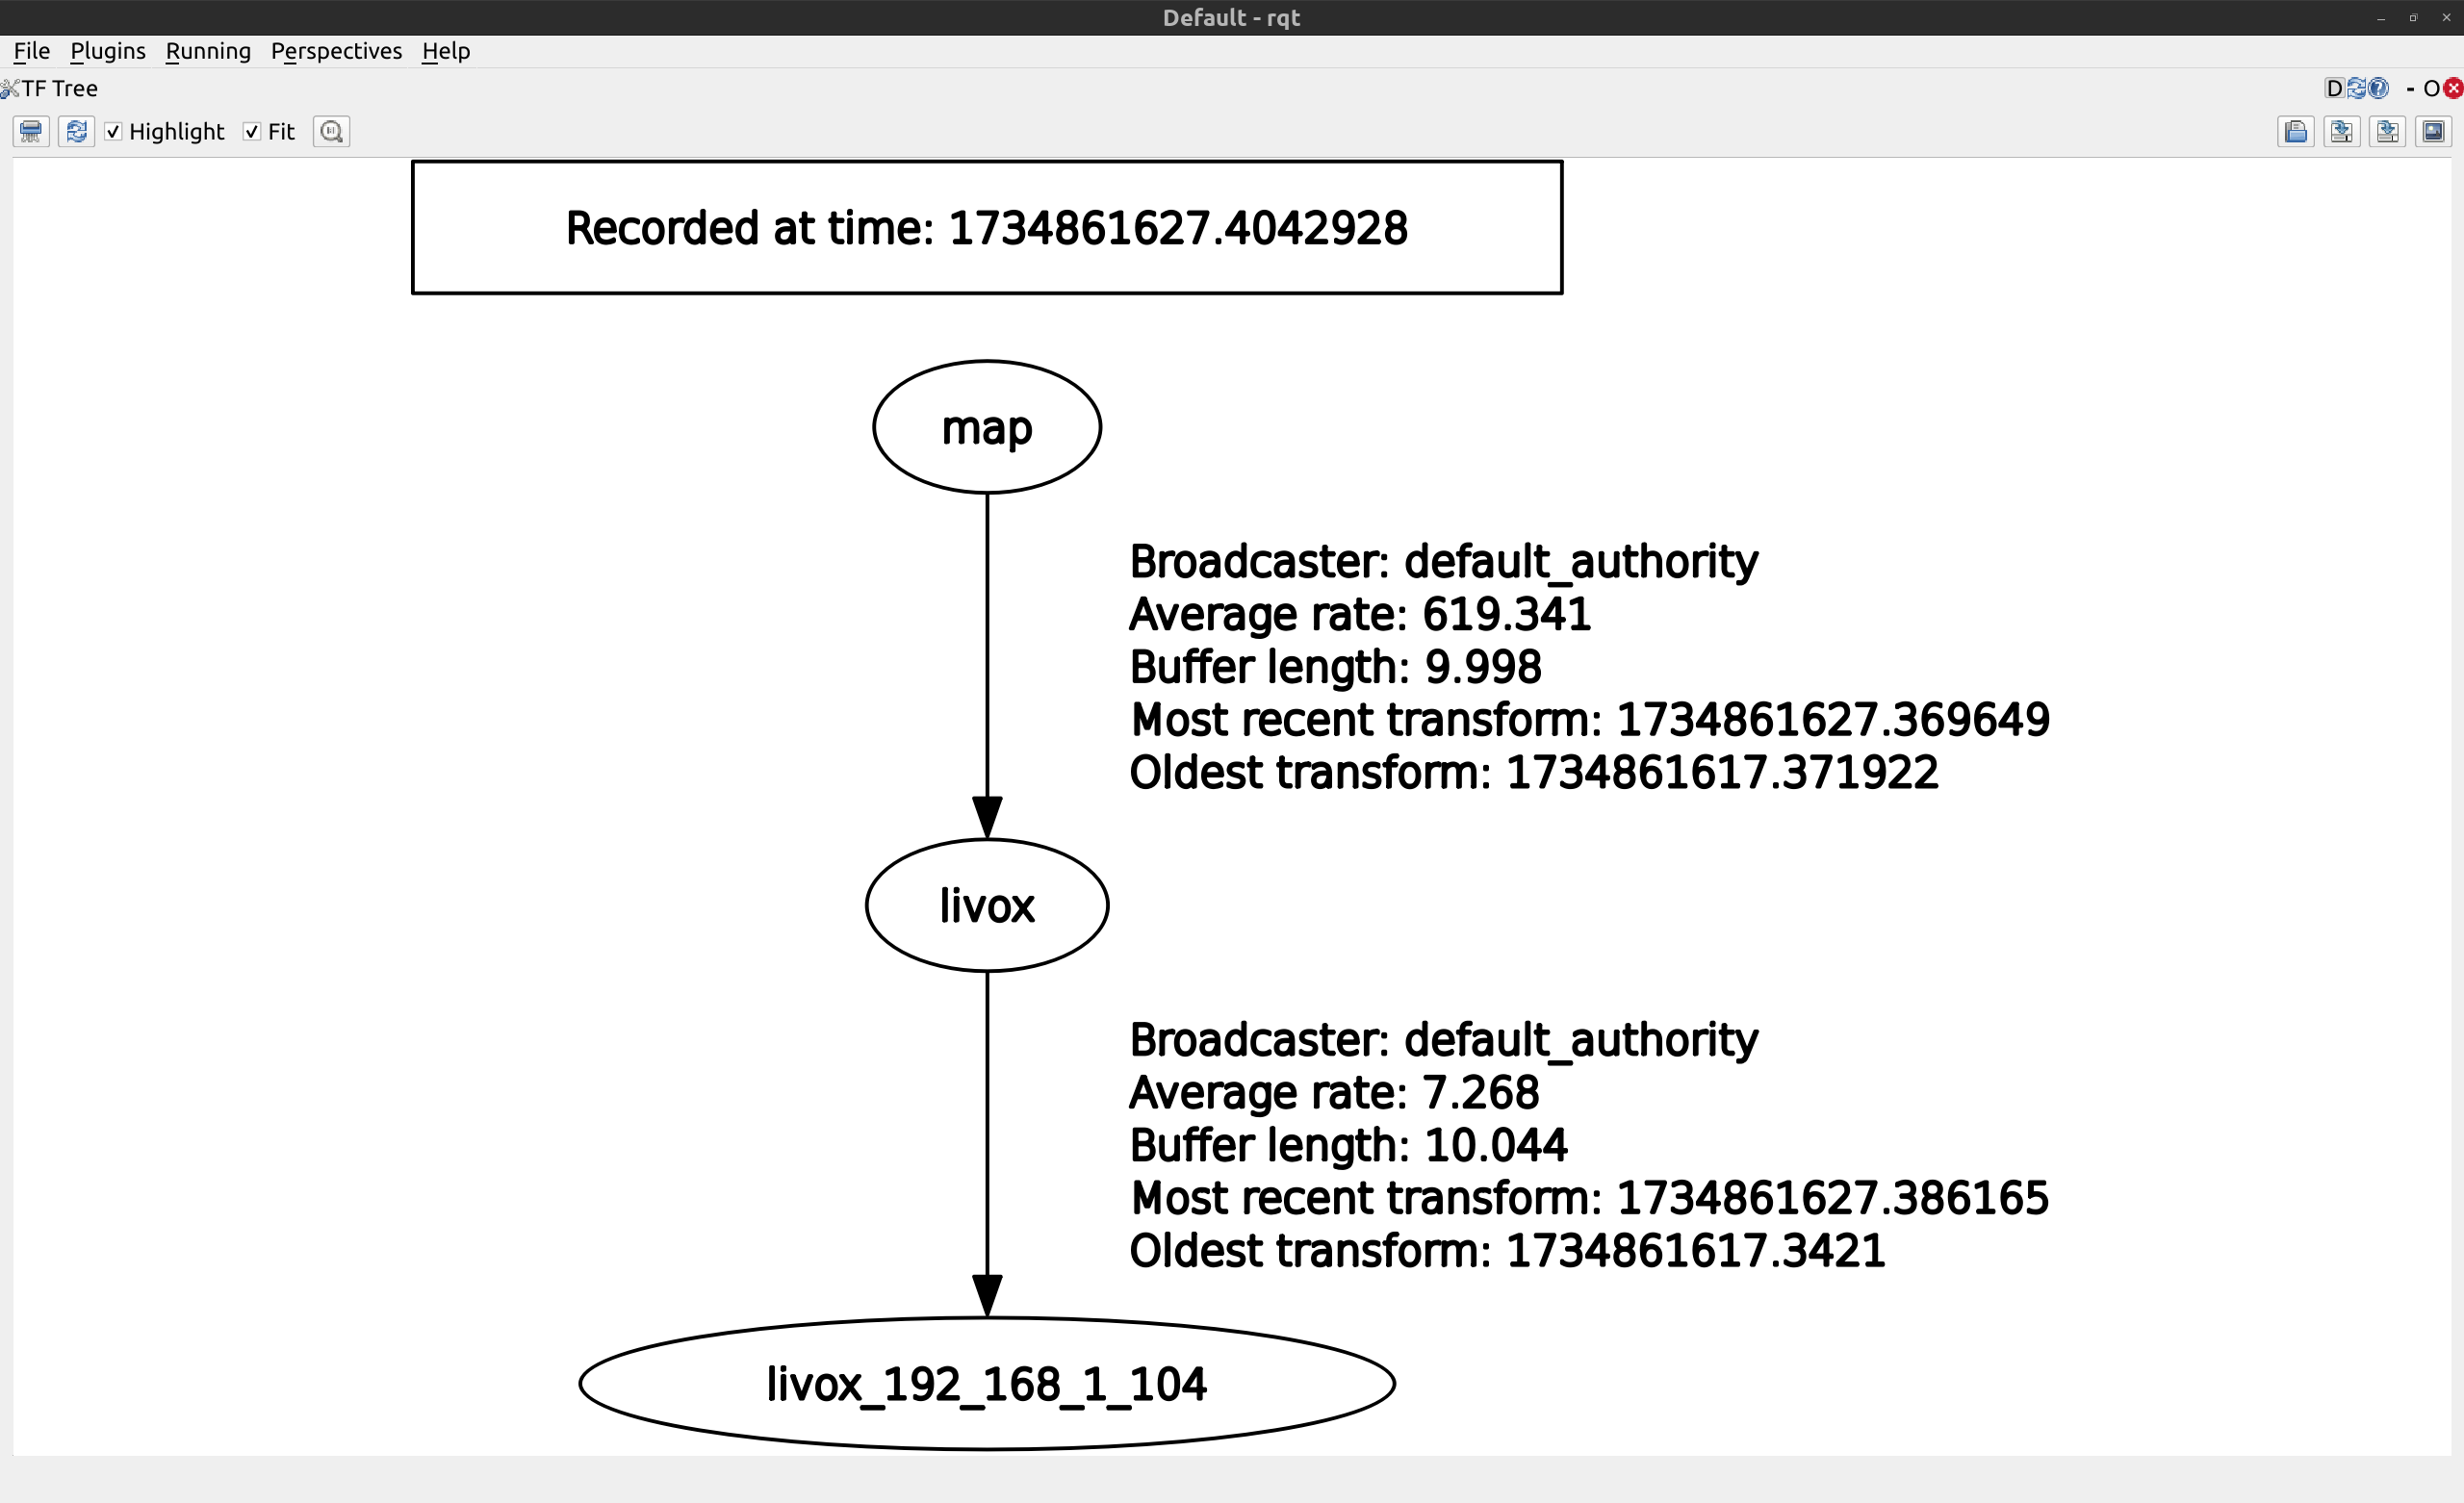 Default - rqt
File Plugins Running Perspectives Help
TF Tree
D
- O
Highlight Fit
Recorded at time: 1734861627.4042928
map
Broadcaster: default_authority
Average rate: 619.341
Buffer length: 9.998
Most recent transform: 1734861627.369649
Oldest transform: 1734861617.371922
livox
Broadcaster: default_authority
Average rate: 7.268
Buffer length: 10.044
Most recent transform: 1734861627.386165
Oldest transform: 1734861617.3421
livox_192_168_1_104